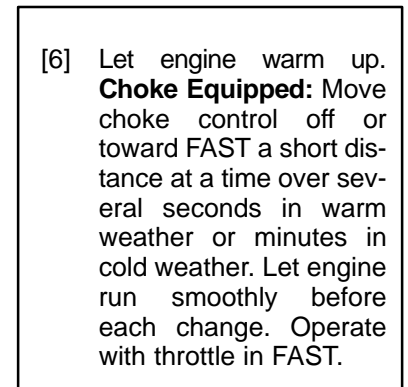 [6] Let engine warm up.
Choke Equipped: Move
choke control off or
toward FAST a short dis-
tance at a time over sev-
eral seconds in warm
weather or minutes in
cold weather. Let engine
run smoothly before
each change. Operate
with throttle in FAST.